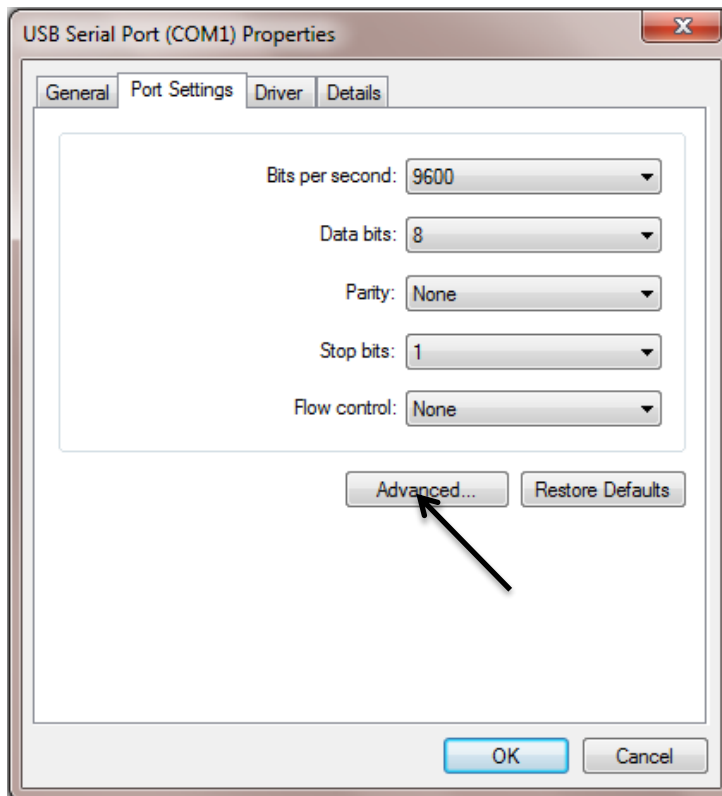 USB Serial Port (COM1) Properties
General Port Settings Driver Details
Bits per second: 9600
Data bits: 8
Parity: None
Stop bits: 1
Flow control: None
Advanced... Restore Defaults
OK Cancel